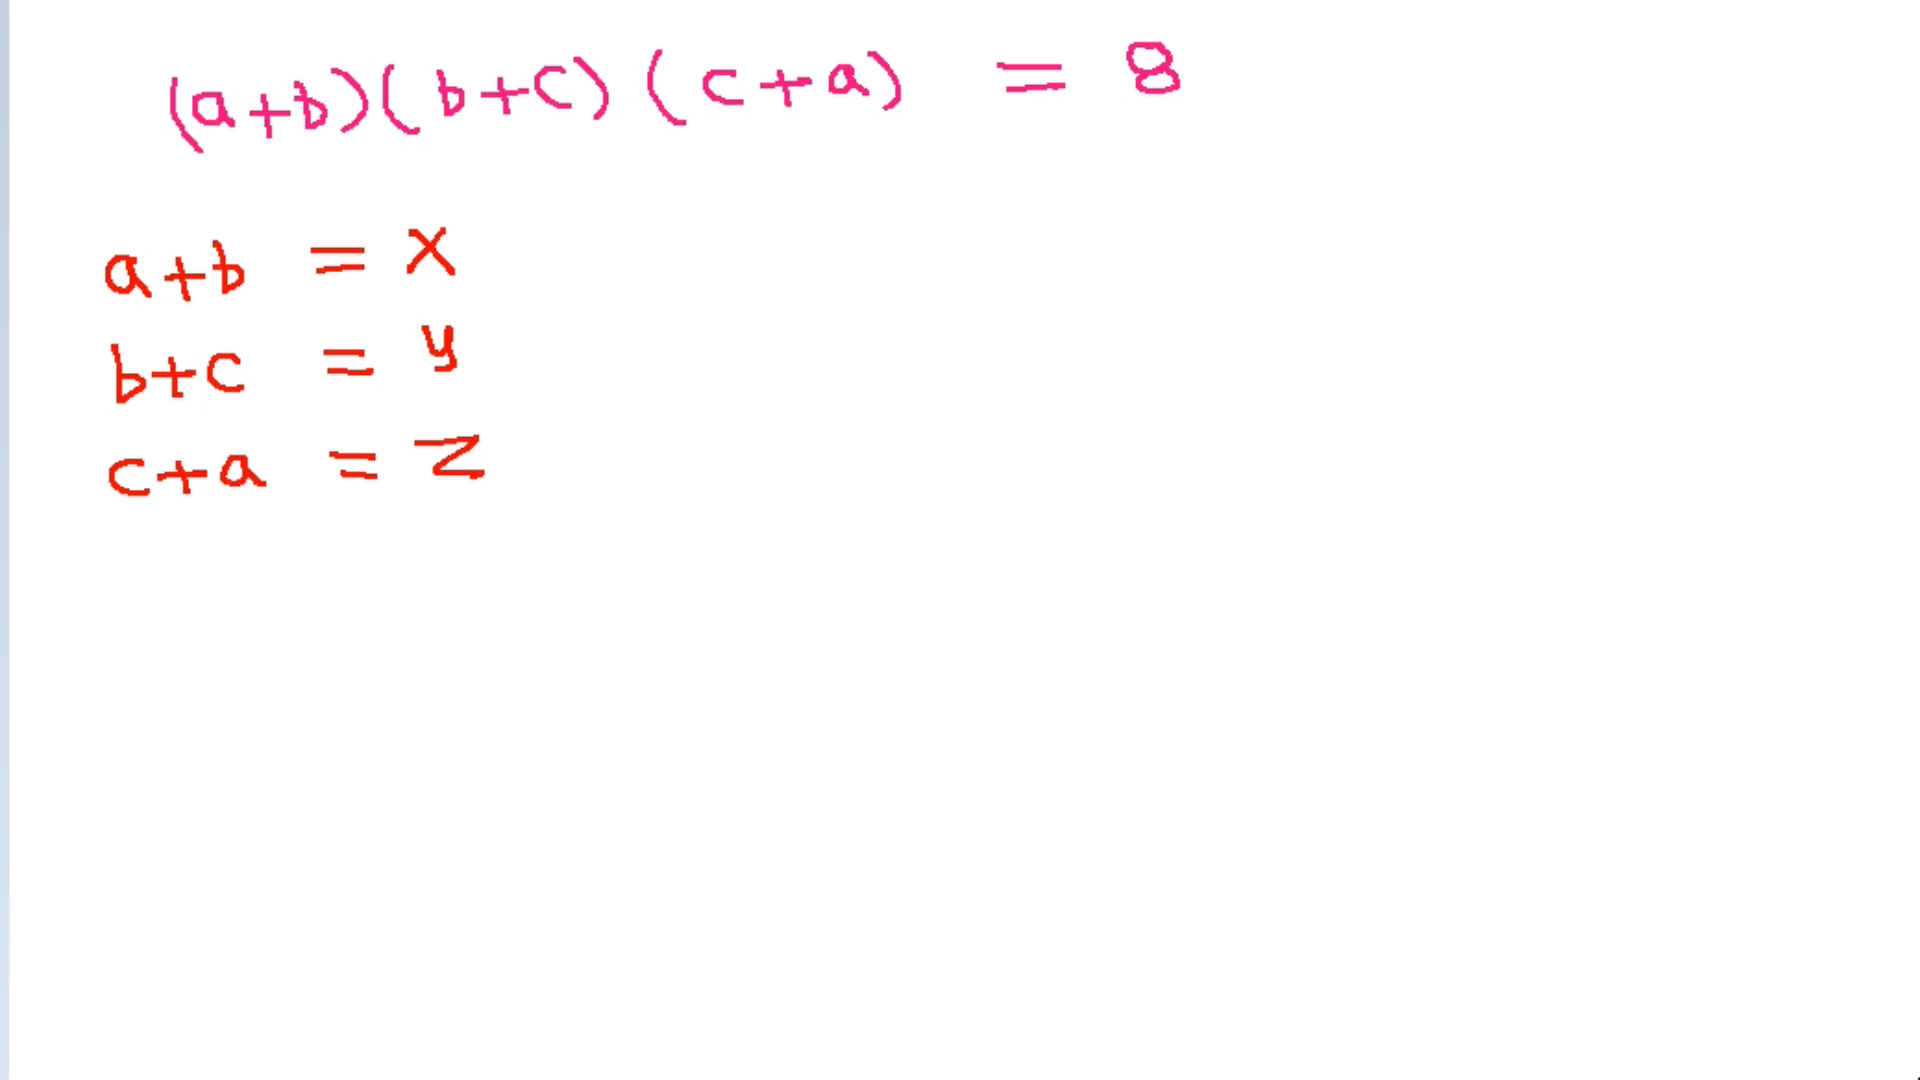 (a+b)(b+c)(c+a) = 8
a+b = x
b+c = y
c+a = z